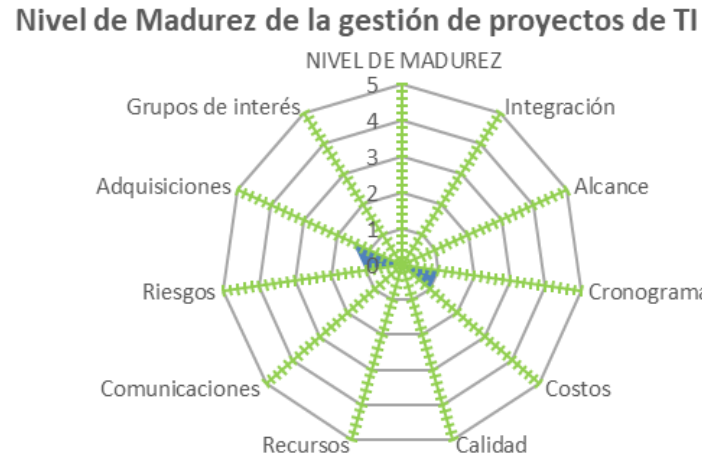 Nivel de Madurez de la gestión de proyectos de TI
NIVEL DE MADUREZ
5
4
3
2
1
0
Integración
Alcance
Cronograma
Costos
Calidad
Recursos
Comunicaciones
Riesgos
Adquisiciones
Grupos de interés